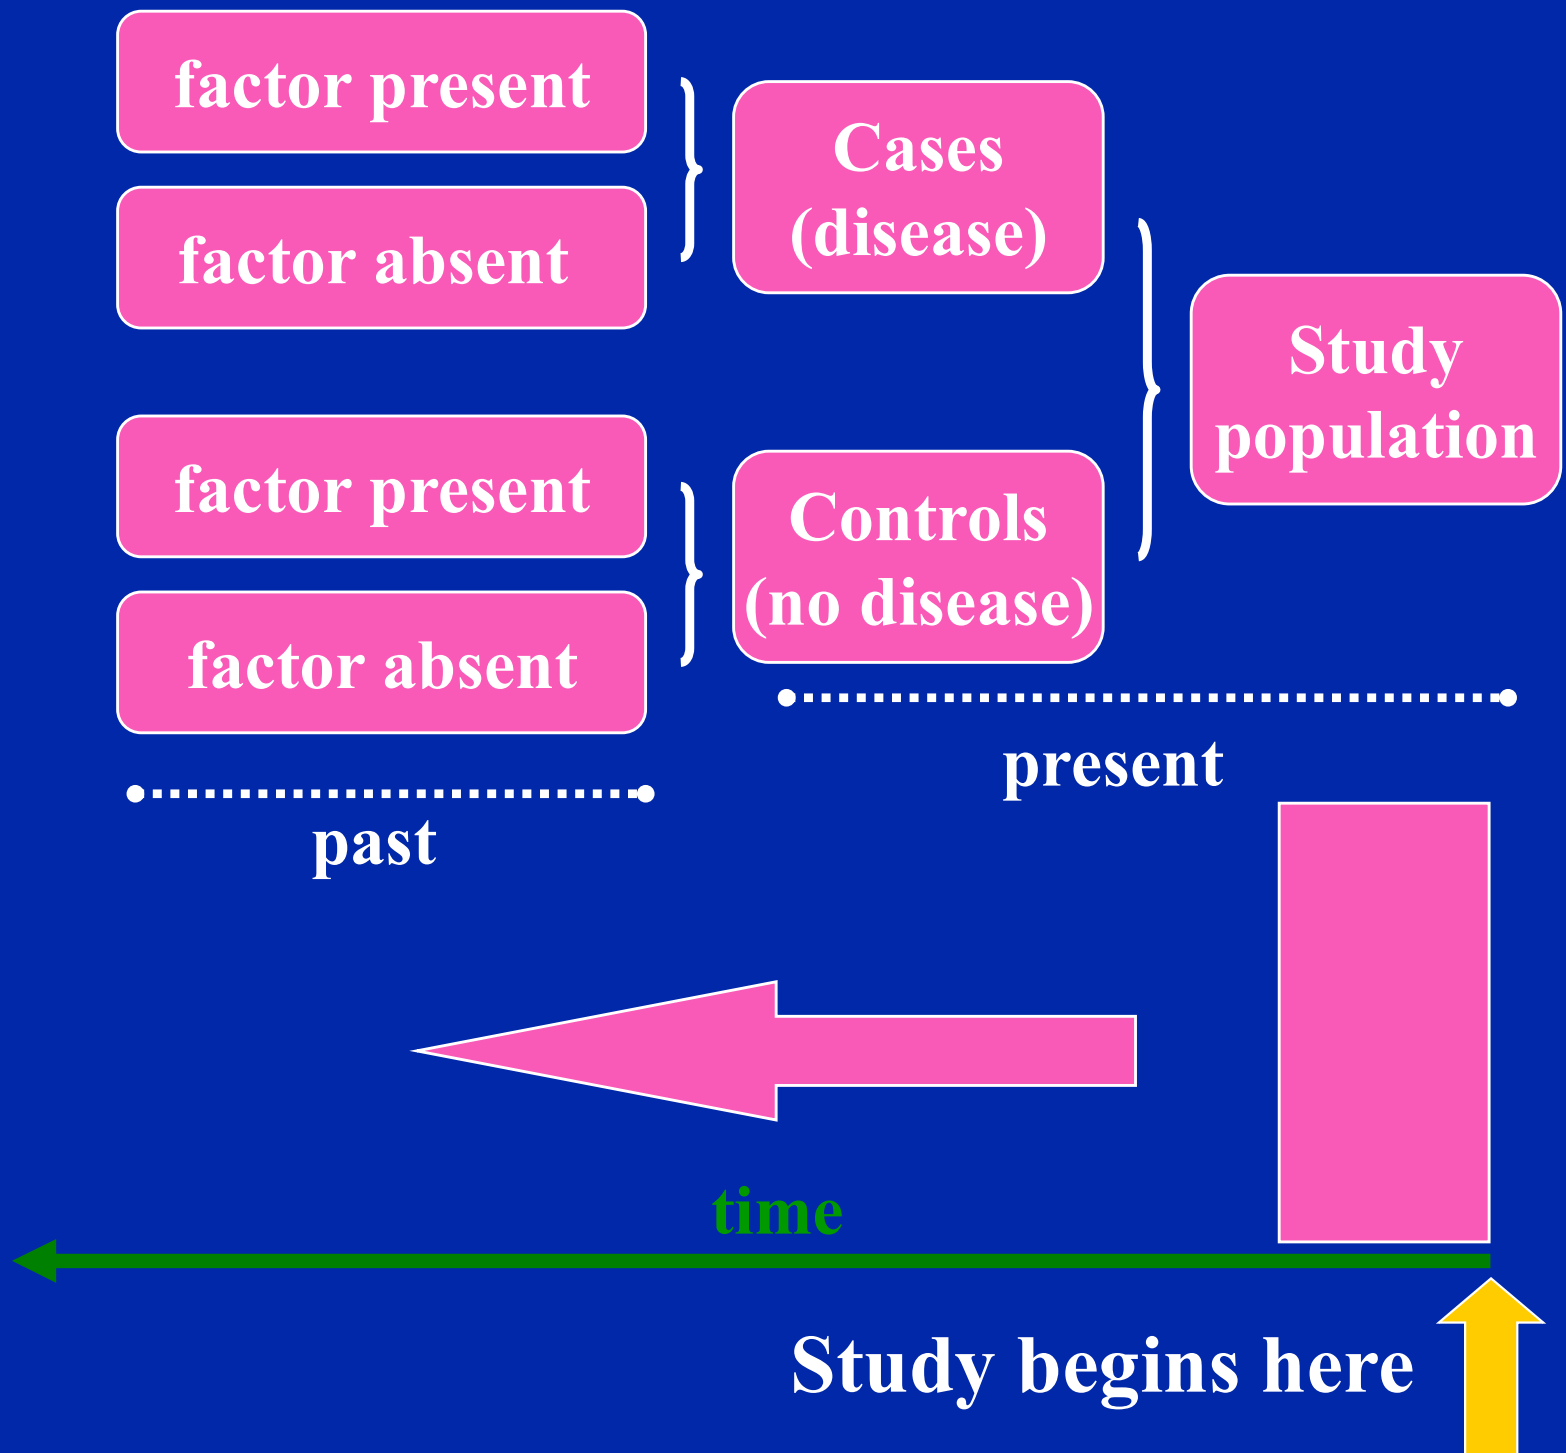 factor present
factor absent
Cases
(disease)
factor present
factor absent
Controls
(no disease)
Study
population
present
past
time
Study begins here